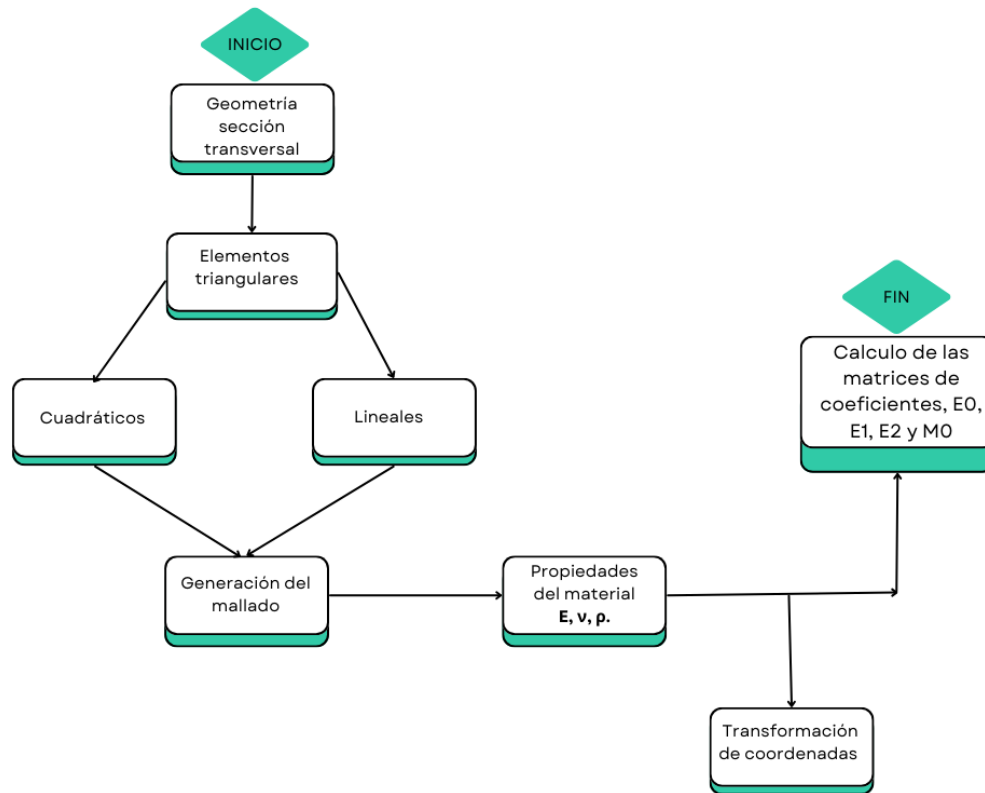 INICIO
Geometría
sección
transversal
Elementos
triangulares
Cuadráticos
Lineales
Generación del
mallado
Propiedades
del material
E, ν, ρ.
Transformación
de coordenadas
FIN
Calculo de las
matrices de
coeficientes, E0,
E1, E2 y M0